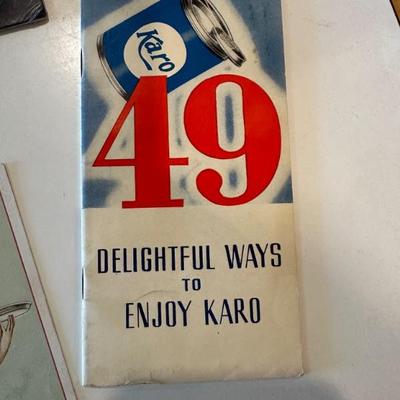 Karo
49
DELIGHTFUL WAYS
TO
ENJOY KARO